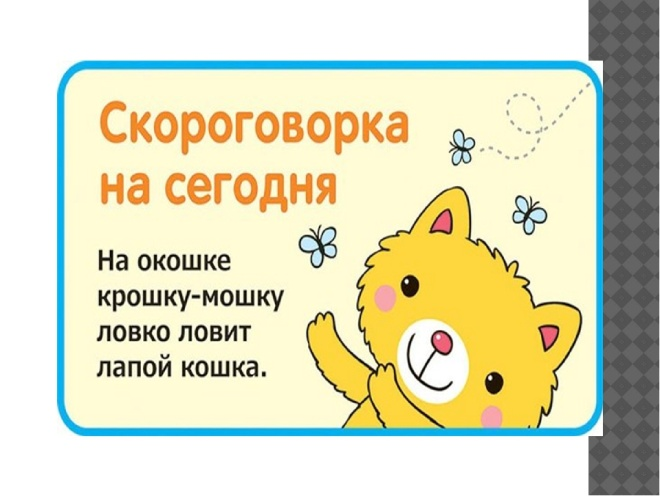 Скороговорка
на сегодня
На окошке
крошку-мошку
ловко ловит
лапой кошка.